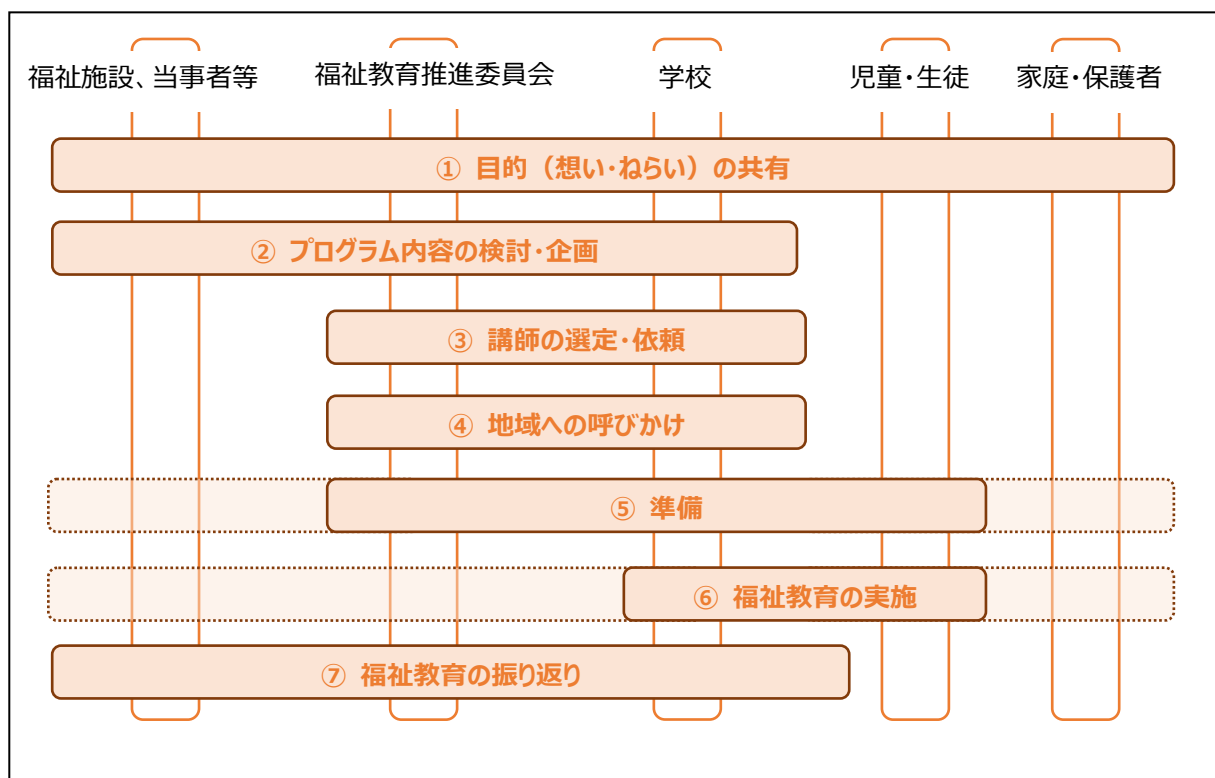 福祉施設、当事者等
福祉教育推進委員会
学校
児童・生徒
家庭・保護者
① 目的（想い・ねらい）の共有
② プログラム内容の検討・企画
③ 講師の選定・依頼
④ 地域への呼びかけ
⑤ 準備
⑥ 福祉教育の実施
⑦ 福祉教育の振り返り